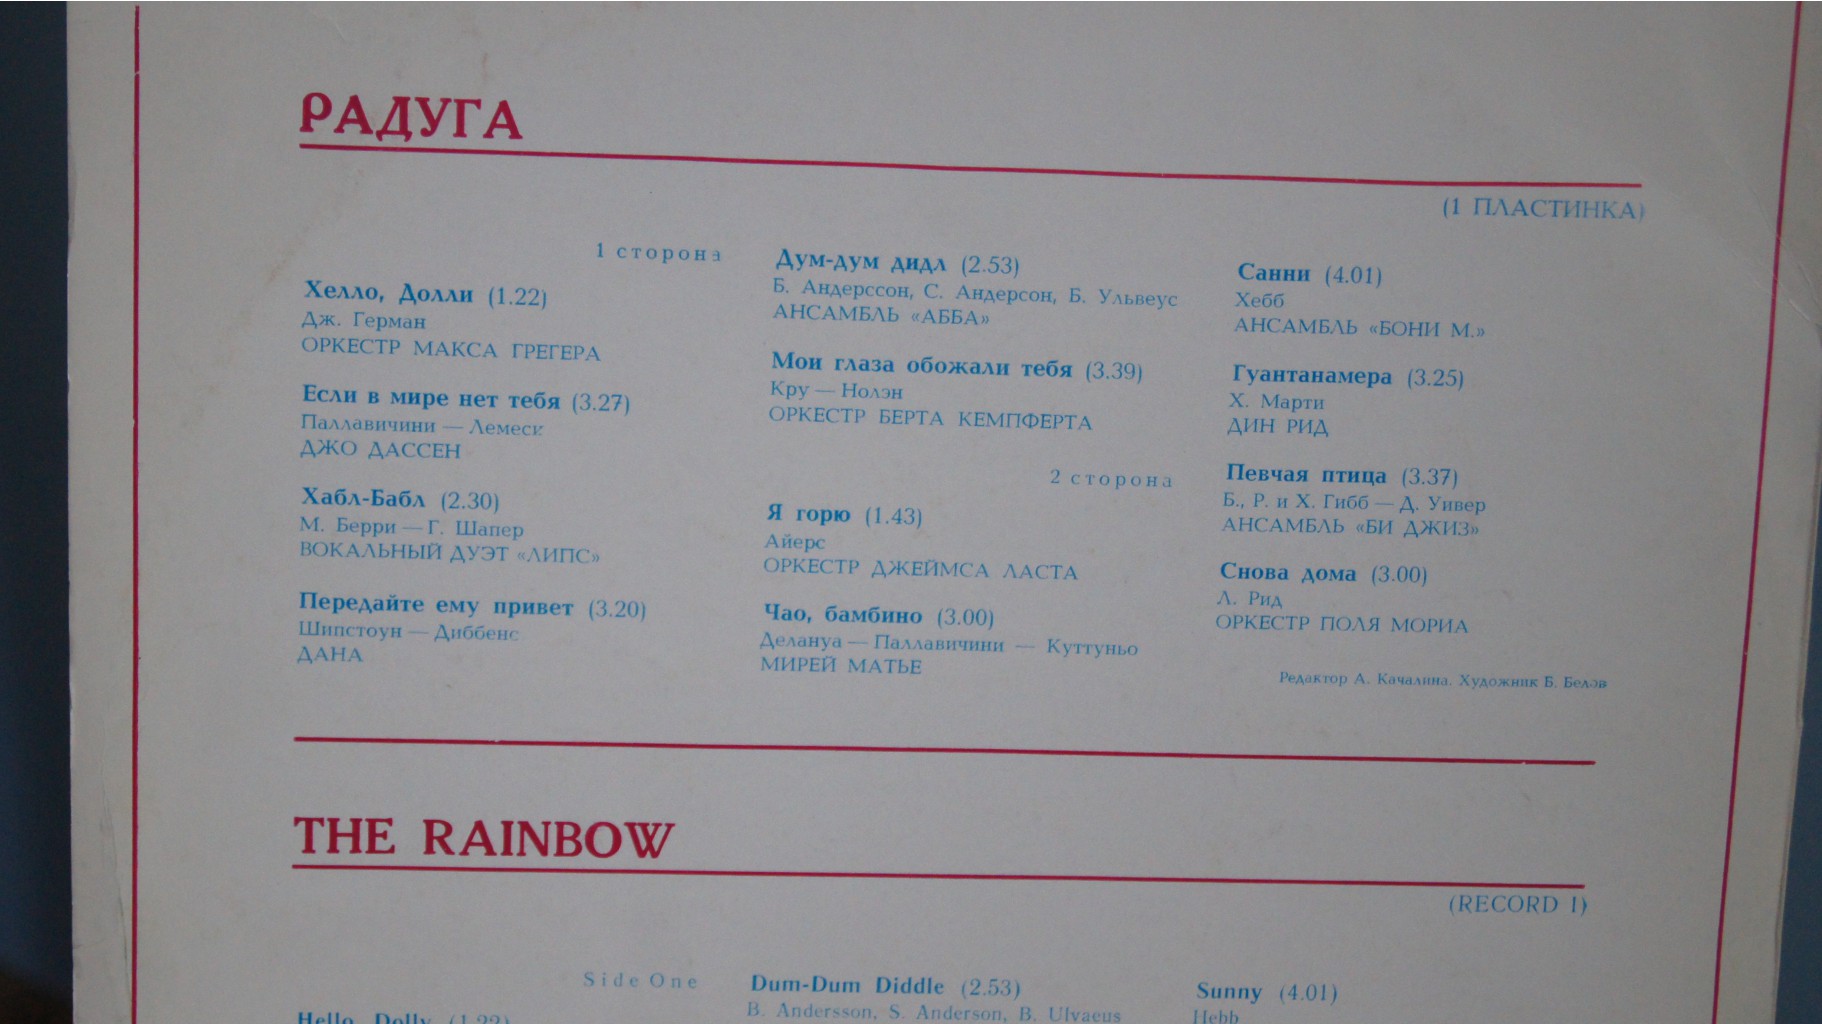 РАДУГА
(1 ПЛАСТИНКА)
1 сторона
Хелло, Долли (1.22)
Дж. Герман
ОРКЕСТР МАКСА ГРЕГЕРА
Если в мире нет тебя (3.27)
Паллавичини — Лемеск
ДЖО ДАССЕН
Хабл-Бабл (2.30)
М. Берри — Г. Шапер
ВОКАЛЬНЫЙ ДУЭТ «ЛИПС»
Передайте ему привет (3.20)
Шипстоун — Диббенс
ДАНА
Дум-дум дидл (2.53)
Б. Андерссон, С. Андерсон, Б. Ульвеус
АНСАМБЛЬ «АББА»
Мои глаза обожали тебя (3.39)
Кру — Нолэн
ОРКЕСТР БЕРТА КЕМПФЕРТА
2 сторона
Я горю (1.43)
Айерс
ОРКЕСТР ДЖЕЙМСА ЛАСТА
Чао, бамбино (3.00)
Делануа — Паллавичини — Куттуньо
МИРЕЙ МАТЬЕ
Санни (4.01)
Хебб
АНСАМБЛЬ «БОНИ М.»
Гуантанамера (3.25)
Х. Марти
ДИН РИД
Певчая птица (3.37)
Б., Р. и Х. Гибб — Д. Уивер
АНСАМБЛЬ «БИ ДЖИЗ»
Снова дома (3.00)
Л. Рид
ОРКЕСТР ПОЛЯ МОРИА
Редактор А. Качалина. Художник Б. Белов
THE RAINBOW
(RECORD 1)
Side One
Hello, Dolly (1.22)
Dum-Dum Diddle (2.53)
B. Andersson, S. Anderson, B. Ulvaeus
Sunny (4.01)
Hebb